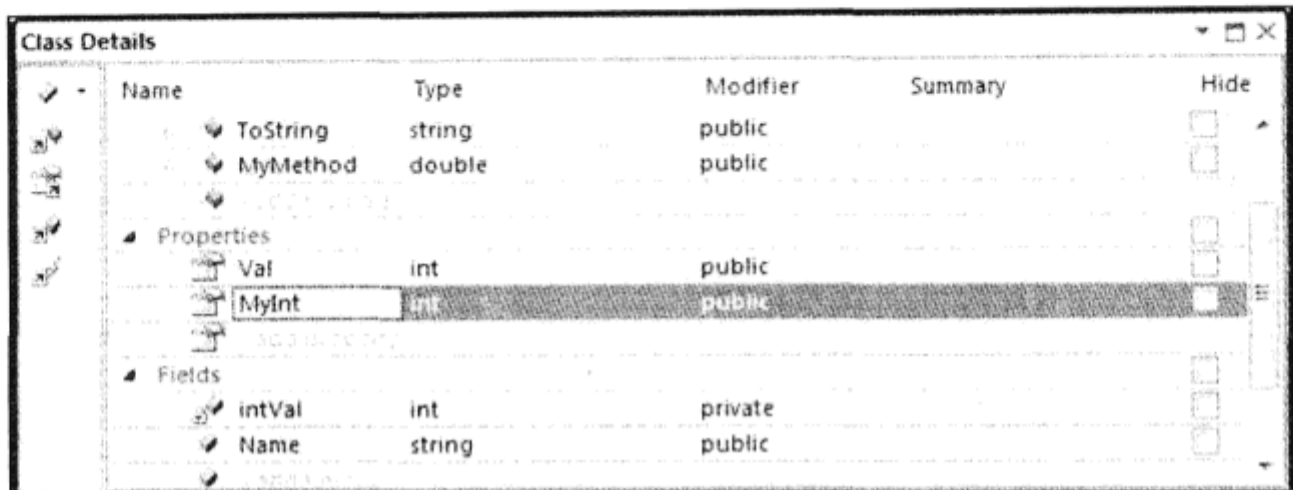 Class Details
Name Type Modifier Summary Hide
ToString string public
MyMethod double public
Properties
Val int public
MyInt int public
Fields
intVal int private
Name string public